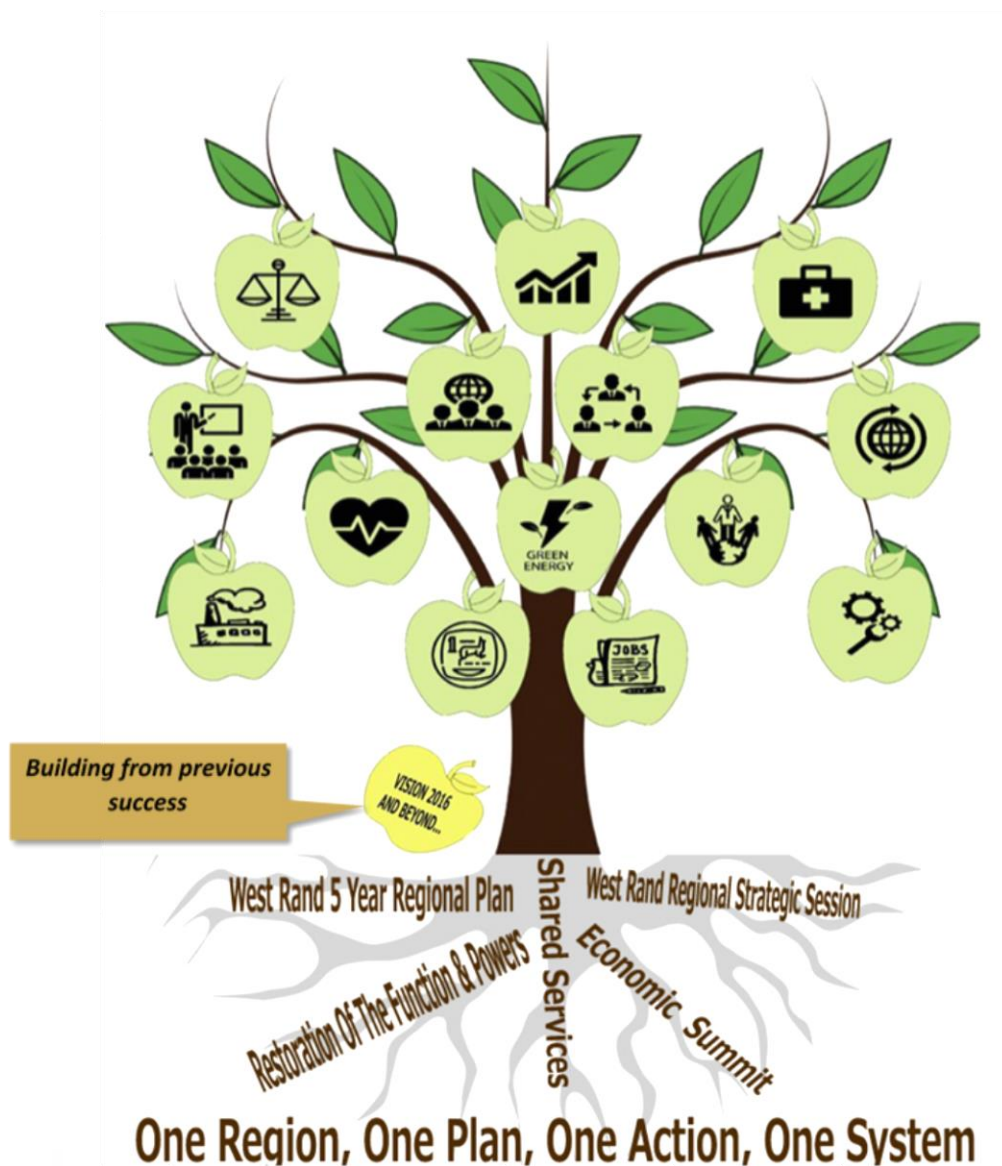 GREEN
ENERGY
JOBS
Building from previous
success
VISION 2016
AND BEYOND...
West Rand 5 Year Regional Plan
Shared Services
West Rand Regional Strategic Session
Restoration Of The Function & Powers
Economic Summit
One Region, One Plan, One Action, One System